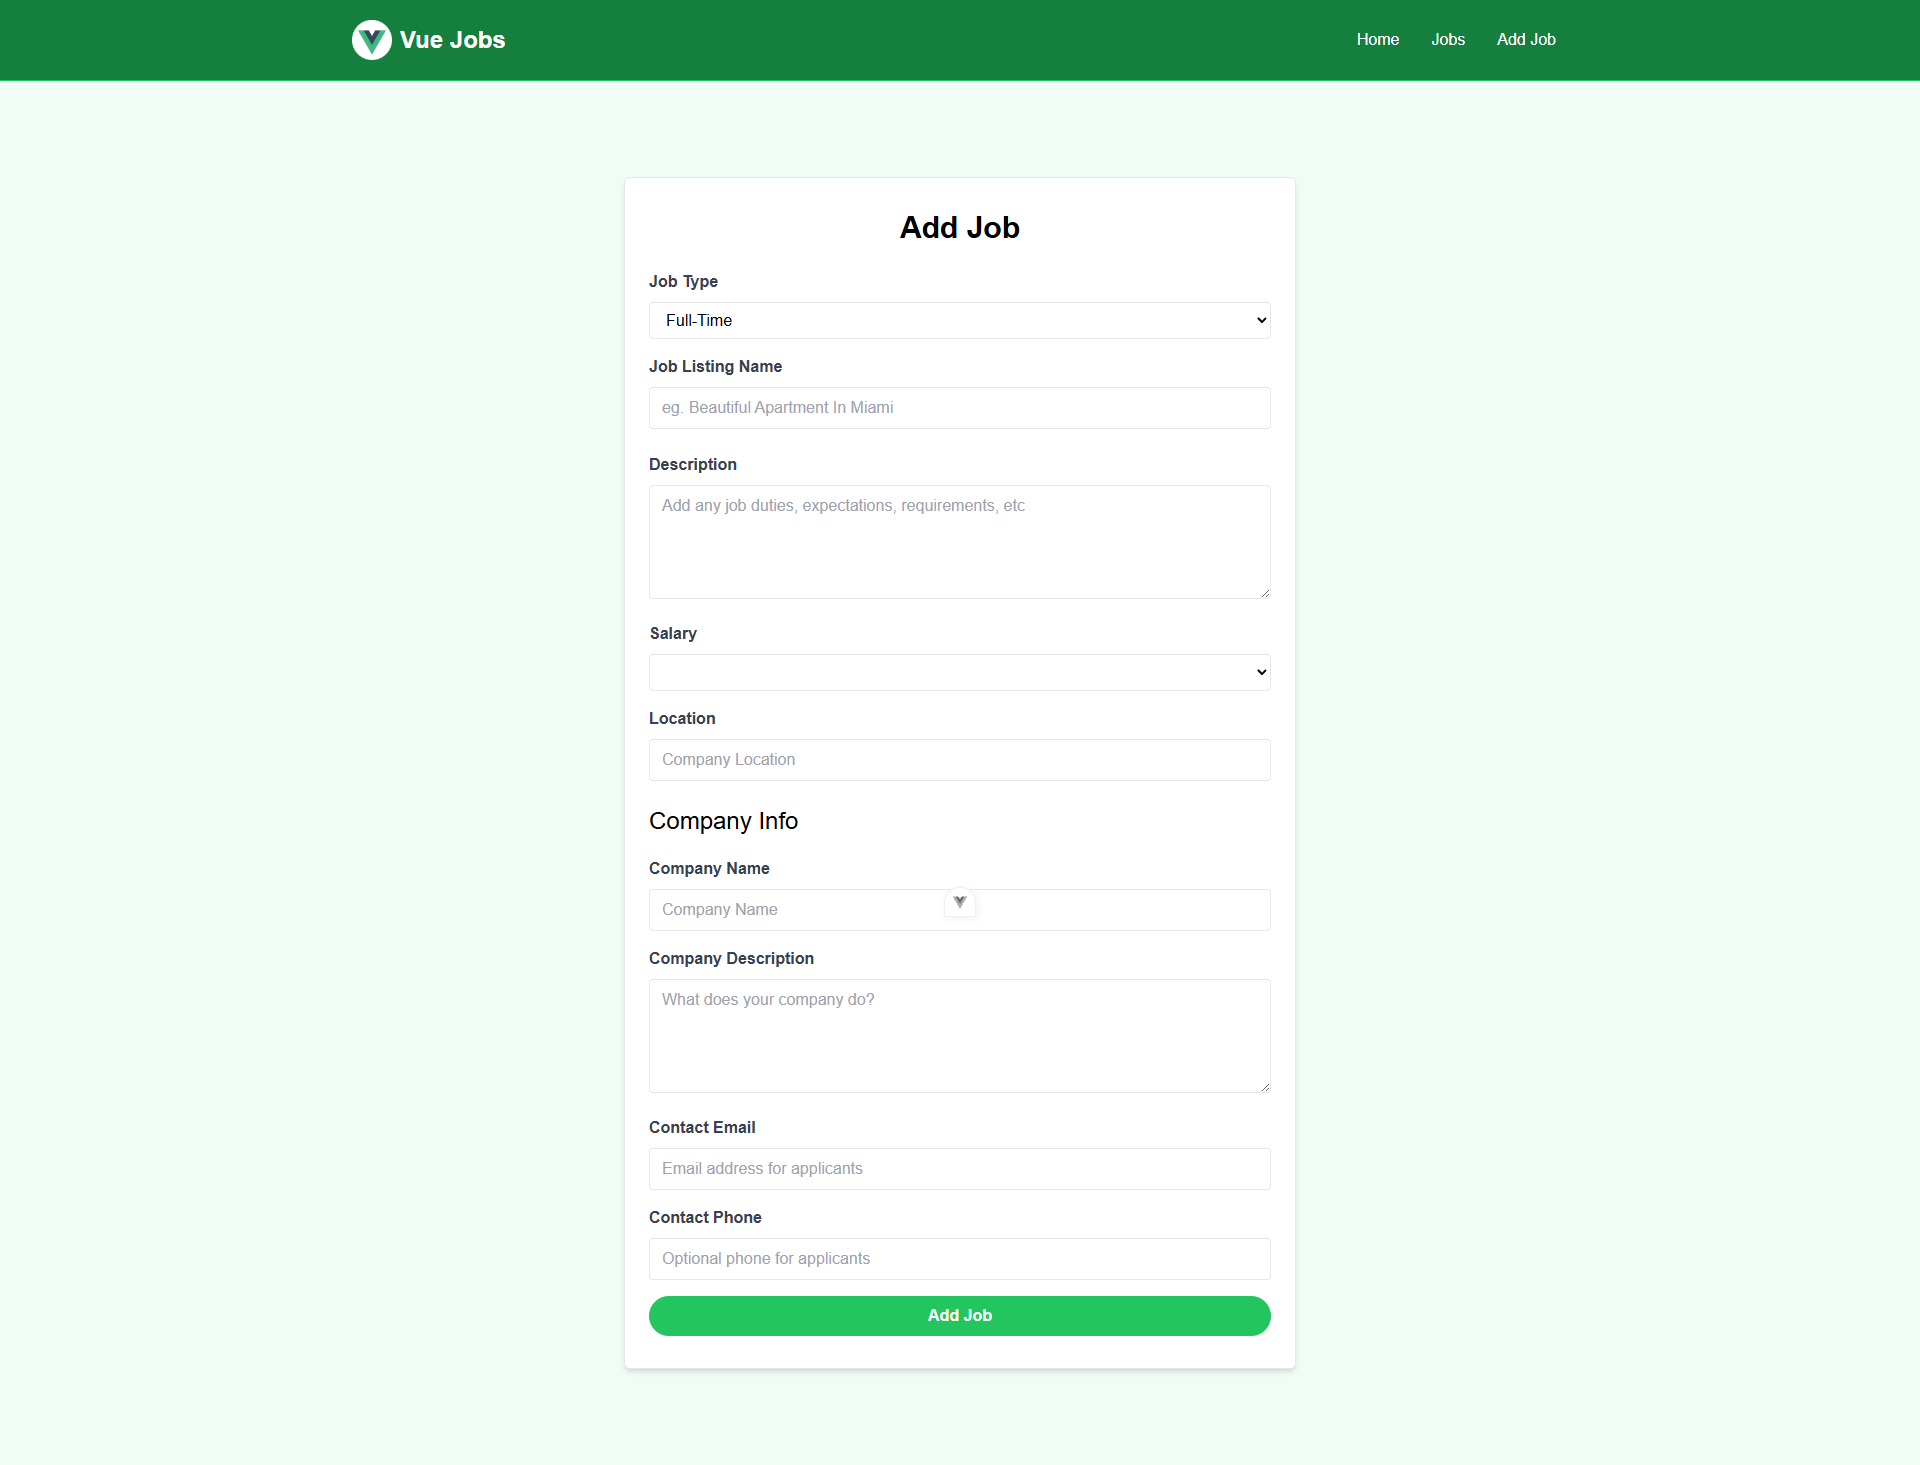 Vue Jobs
Home Jobs Add Job
Add Job
Job Type
Full-Time
Job Listing Name
eg. Beautiful Apartment In Miami
Description
Add any job duties, expectations, requirements, etc
Salary
Location
Company Location
Company Info
Company Name
Company Name
Company Description
What does your company do?
Contact Email
Email address for applicants
Contact Phone
Optional phone for applicants
Add Job